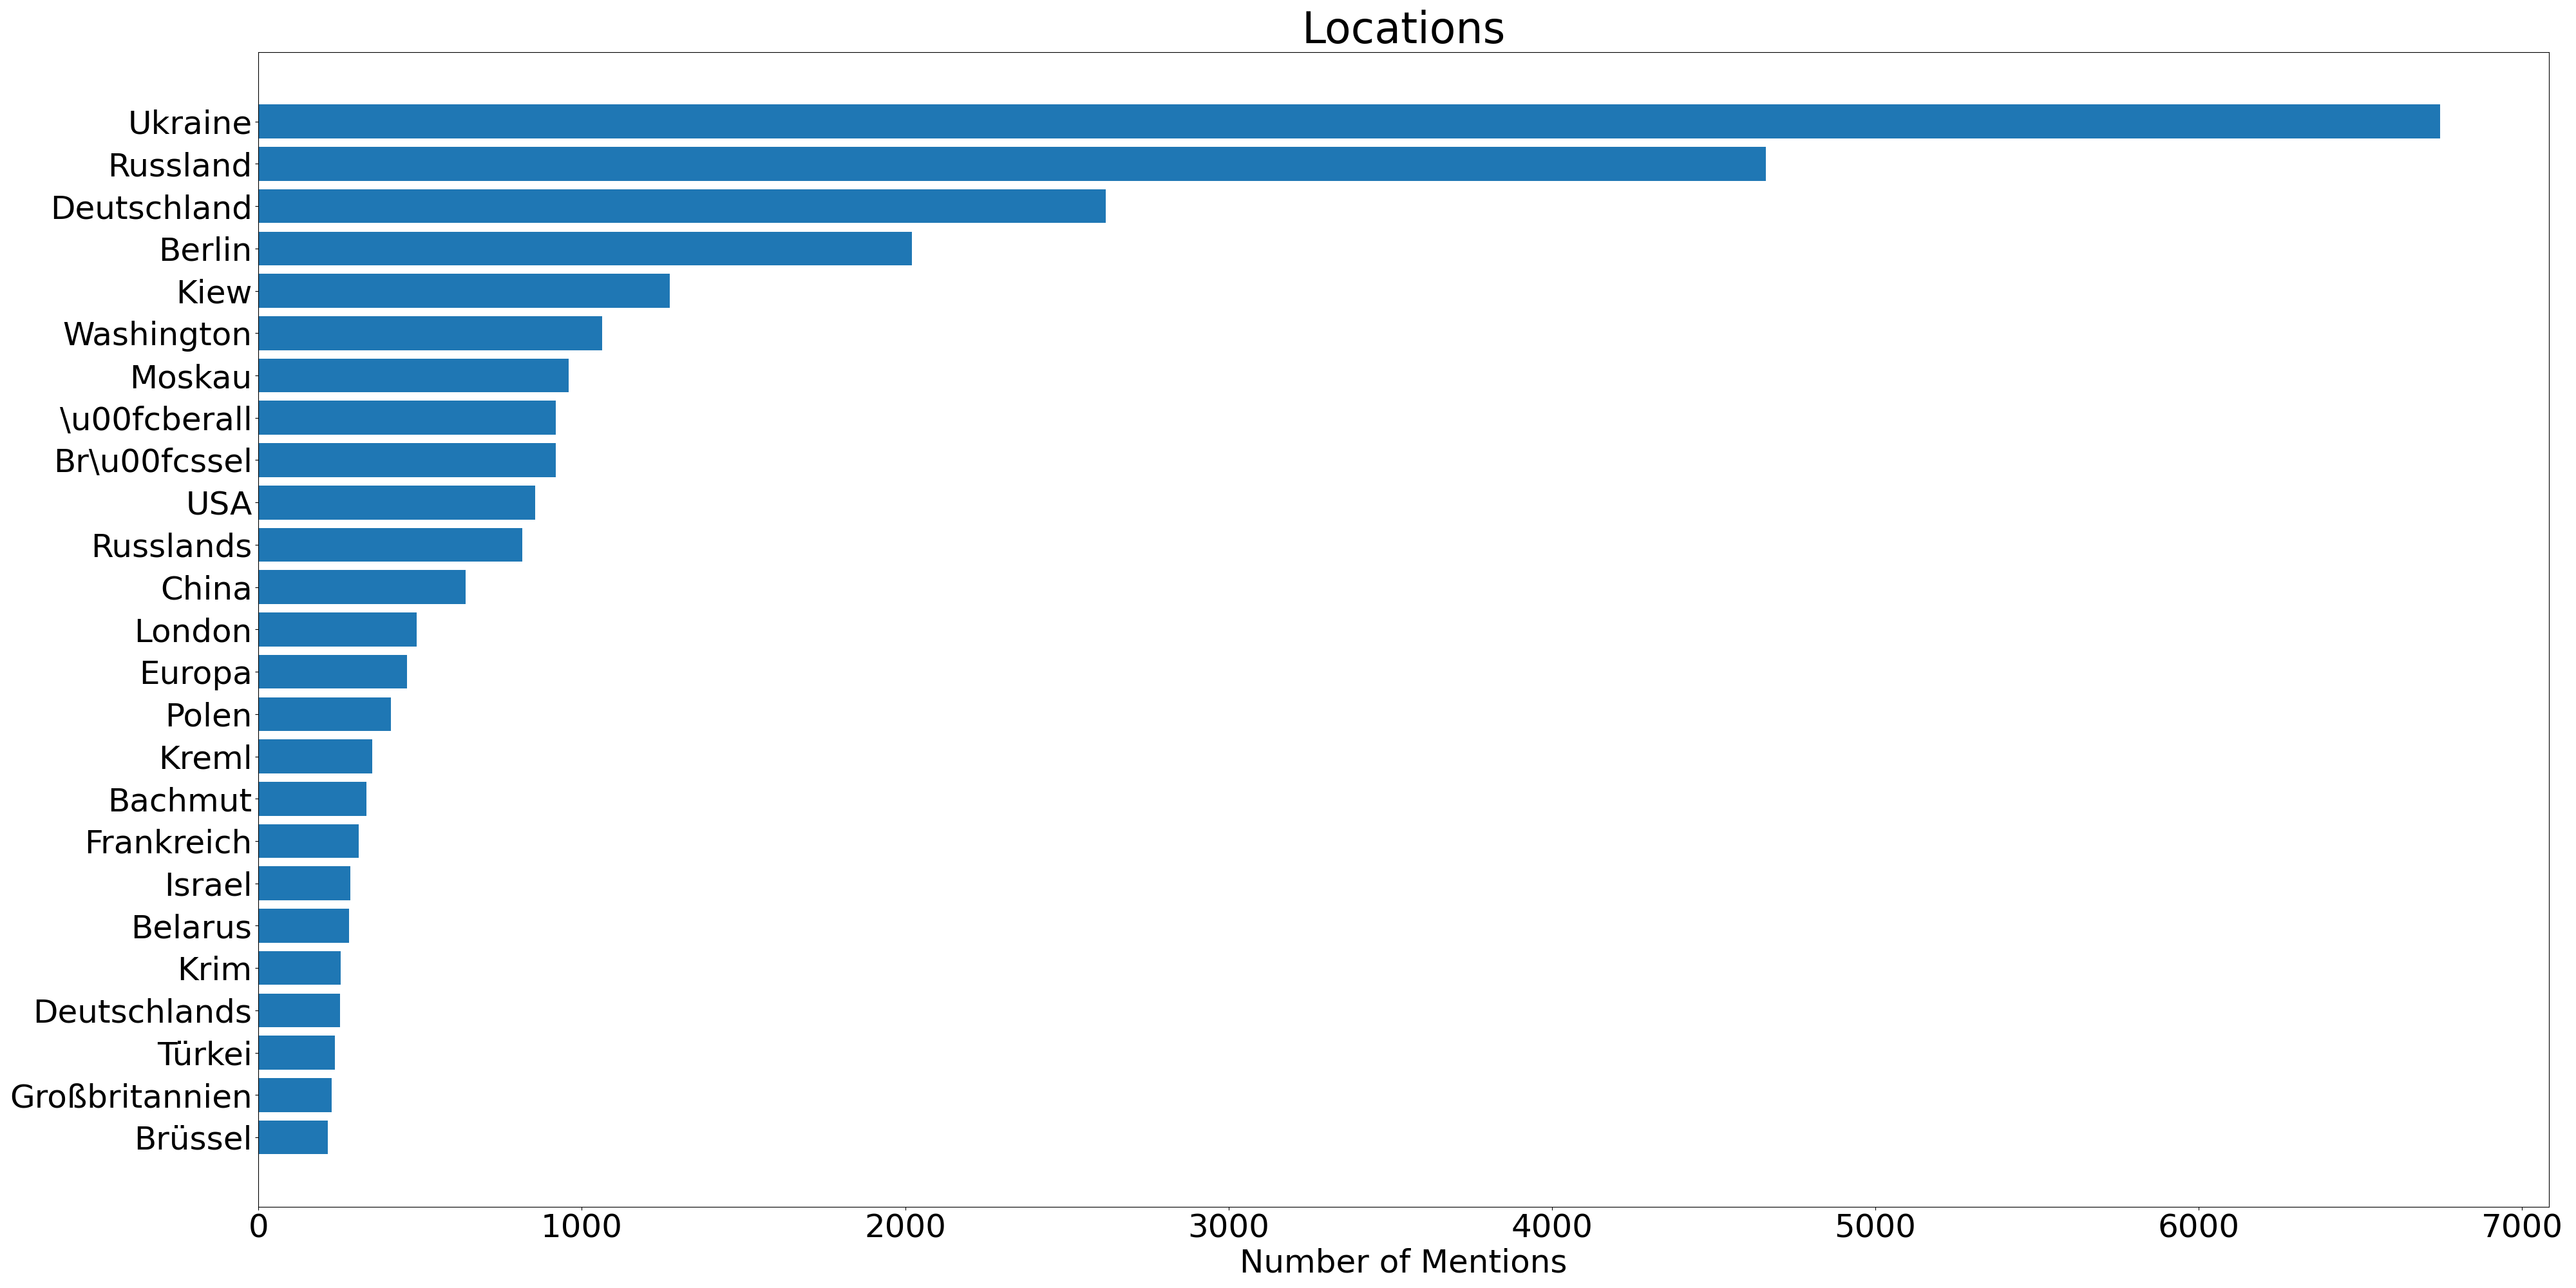 Locations
Ukraine
Russland
Deutschland
Berlin
Kiew
Washington
Moskau
\u00fcberall
Br\u00fcssel
USA
Russlands
China
London
Europa
Polen
Kreml
Bachmut
Frankreich
Israel
Belarus
Krim
Deutschlands
Türkei
Großbritannien
Brüssel
0 1000 2000 3000 4000 5000 6000 7000
Number of Mentions